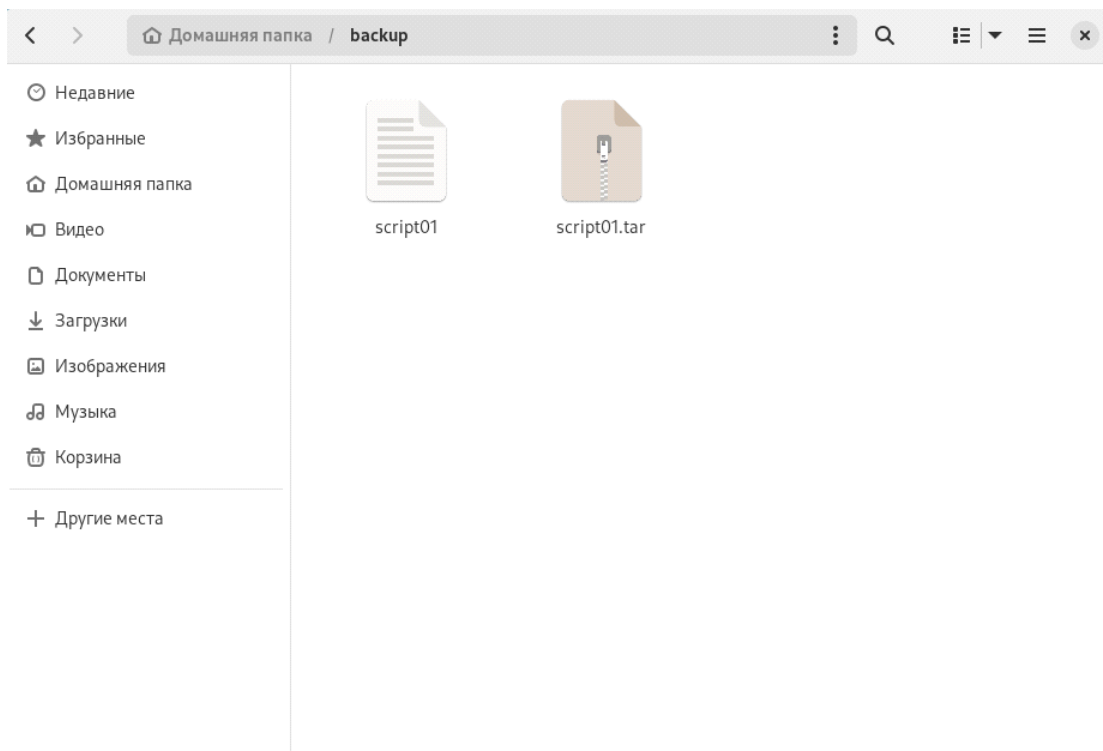 Домашняя папка / backup
Недавние
Избранные
Домашняя папка
Видео
Документы
Загрузки
Изображения
Музыка
Корзина
Другие места
script01
script01.tar